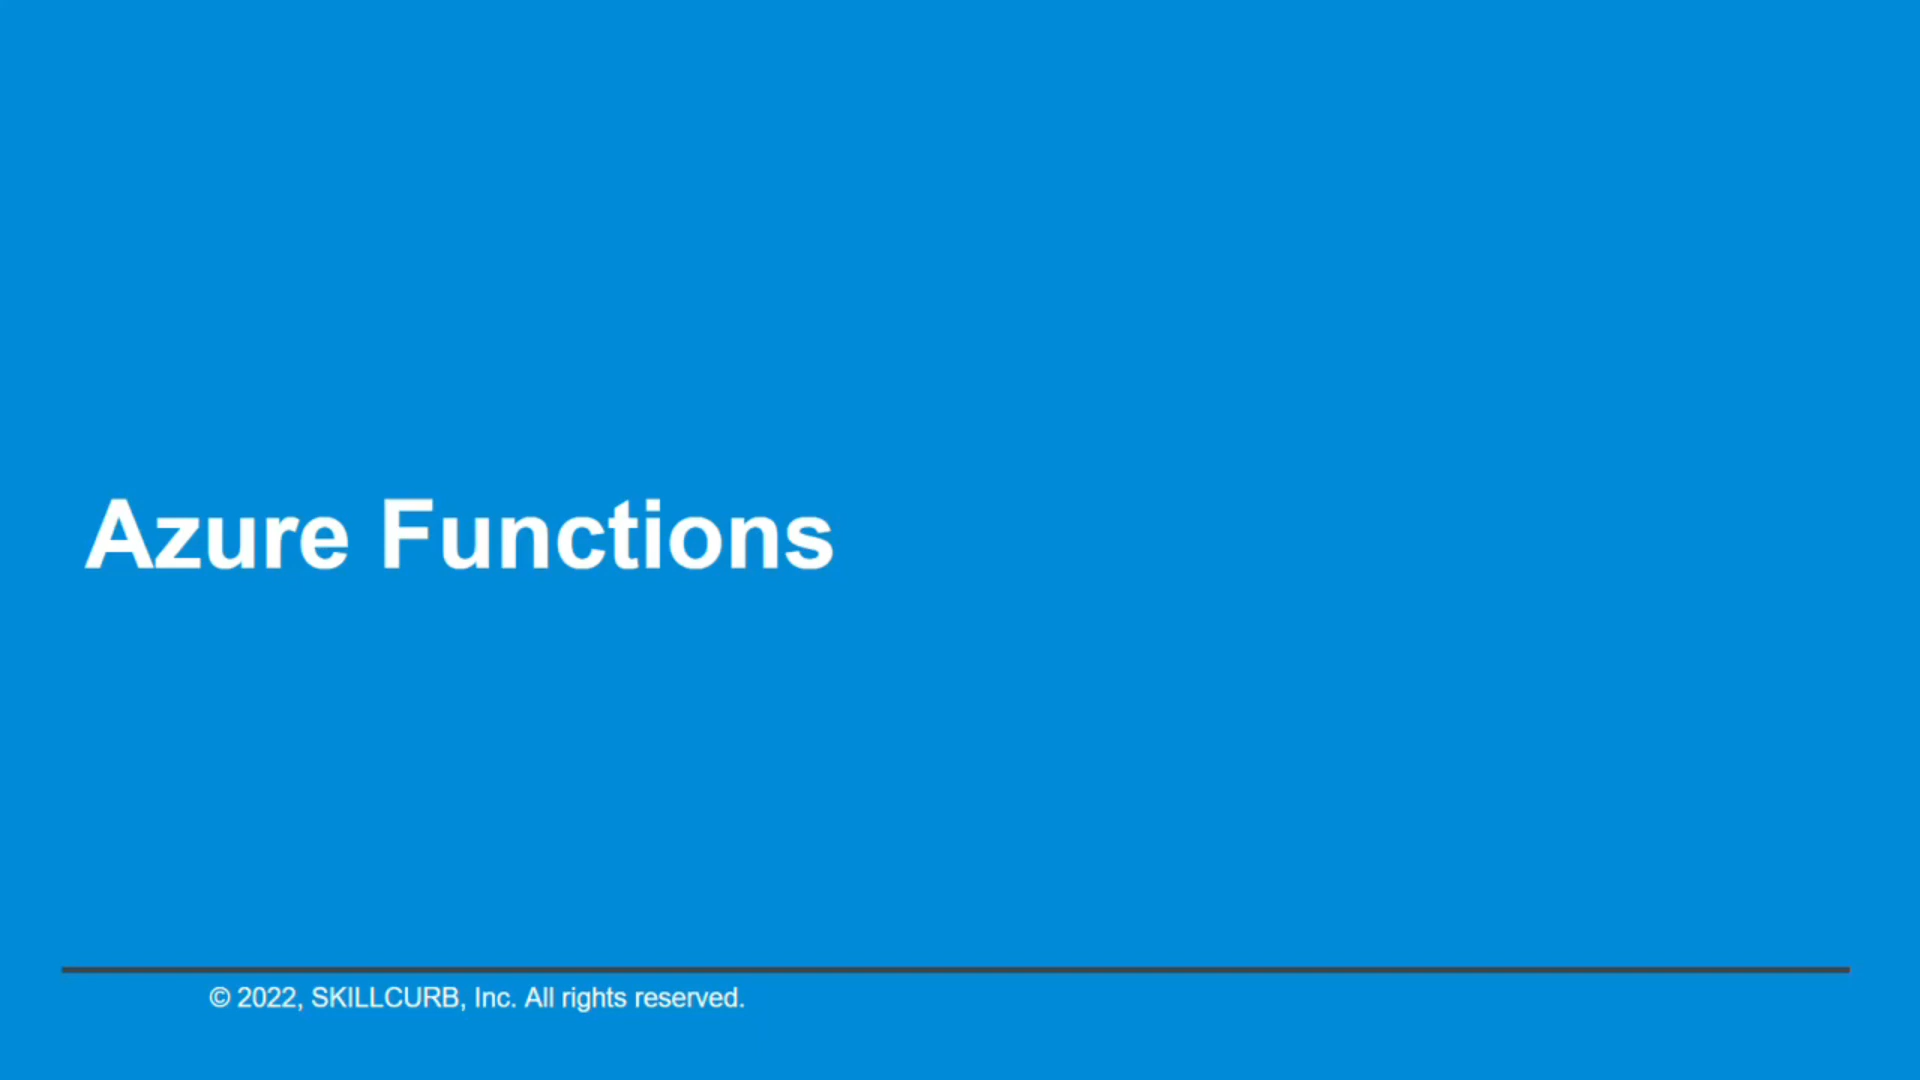 Azure Functions
© 2022, SKILLCURB, Inc. All rights reserved.